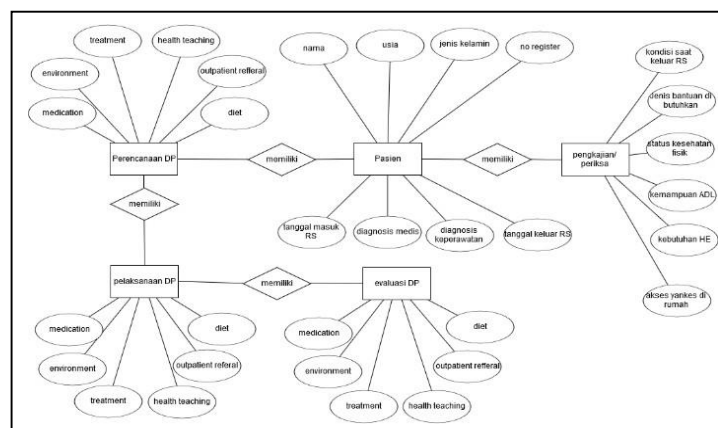 treatment
health teaching
environment
outpatient refferal
medication
diet
Perencanaan DP
memiliki
nama
usia
jenis kelamin
no register
Pasien
memiliki
tanggal masuk
RS
diagnosis medis
diagnosis
keperawatan
tanggal keluar RS
pengkajian/
periksa
kondisi saat
keluar RS
jenis bantuan di
butuhkan
status kesehatan
fisik
kemampuan ADL
kebutuhan HE
akses yankes di
rumah
memiliki
pelaksanaan DP
memiliki
evaluasi DP
medication
diet
environment
outpatient referal
treatment
health teaching
medication
diet
environment
outpatient refferal
treatment
health teaching